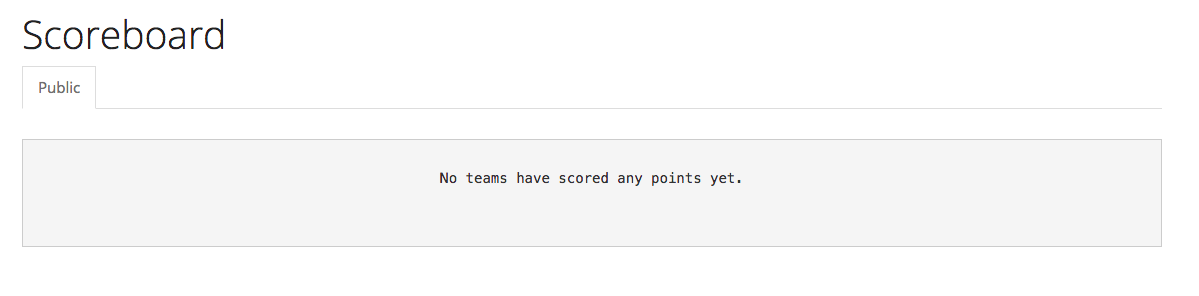 Scoreboard
Public
No teams have scored any points yet.